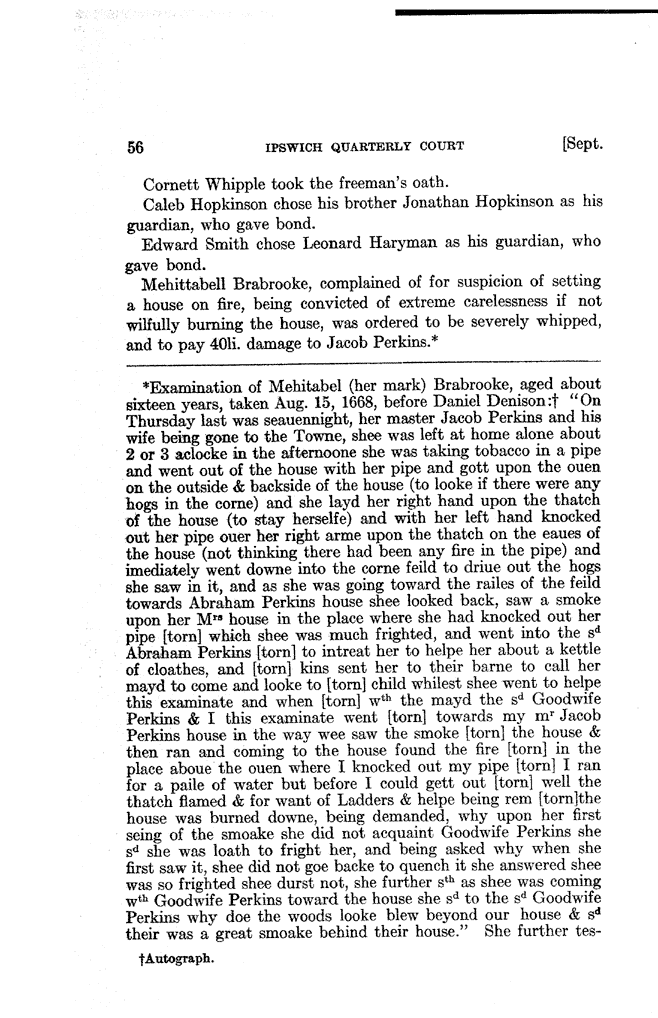 56 IPSWICH QUARTERLY COURT [Sept.
Cornett Whipple took the freeman's oath.
Caleb Hopkinson chose his brother Jonathan Hopkinson as his
guardian, who gave bond.
Edward Smith chose Leonard Haryman as his guardian, who
gave bond.
Mehittabell Brabrooke, complained of for suspicion of setting
a house on fire, being convicted of extreme carelessness if not
wilfully burning the house, was ordered to be severely whipped,
and to pay 40li. damage to Jacob Perkins.*
*Examination of Mehitabel (her mark) Brabrooke, aged about
sixteen years, taken Aug. 15, 1668, before Daniel Denison:† "On
Thursday last was seauennight, her master Jacob Perkins and his
wife being gone to the Towne, shee was left at home alone about
2 or 3 aclocke in the afternoone she was taking tobacco in a pipe
and went out of the house with her pipe and gott upon the ouen
on the outside & backside of the house (to looke if there were any
hogs in the corne) and she layd her right hand upon the thatch
of the house (to stay herselfe) and with her left hand knocked
out her pipe ouer her right arme upon the thatch on the eaues of
the house (not thinking there had been any fire in the pipe) and
imediately went downe into the corne feild to driue out the hogs
she saw in it, and as she was going toward the railes of the feild
towards Abraham Perkins house shee looked back, saw a smoke
upon her Mʳˢ house in the place where she had knocked out her
pipe [torn] which shee was much frighted, and went into the sᵈ
Abraham Perkins [torn] to intreat her to helpe her about a kettle
of cloathes, and [torn] kins sent her to their barne to call her
mayd to come and looke to [torn] child whilest shee went to helpe
this examinate and when [torn] wᵗʰ the mayd the sᵈ Goodwife
Perkins & I this examinate went [torn] towards my mʳ Jacob
Perkins house in the way wee saw the smoke [torn] the house &
then ran and coming to the house found the fire [torn] in the
place aboue the ouen where I knocked out my pipe [torn] I ran
for a paile of water but before I could gett out [torn] well the
thatch flamed & for want of Ladders & helpe being rem [torn]the
house was burned downe, being demanded, why upon her first
seing of the smoake she did not acquaint Goodwife Perkins she
sᵈ she was loath to fright her, and being asked why when she
first saw it, shee did not goe backe to quench it she answered shee
was so frighted shee durst not, she further sᵗʰ as shee was coming
wᵗʰ Goodwife Perkins toward the house she sᵈ to the sᵈ Goodwife
Perkins why doe the woods looke blew beyond our house & sᵈ
their was a great smoake behind their house." She further tes-
†Autograph.